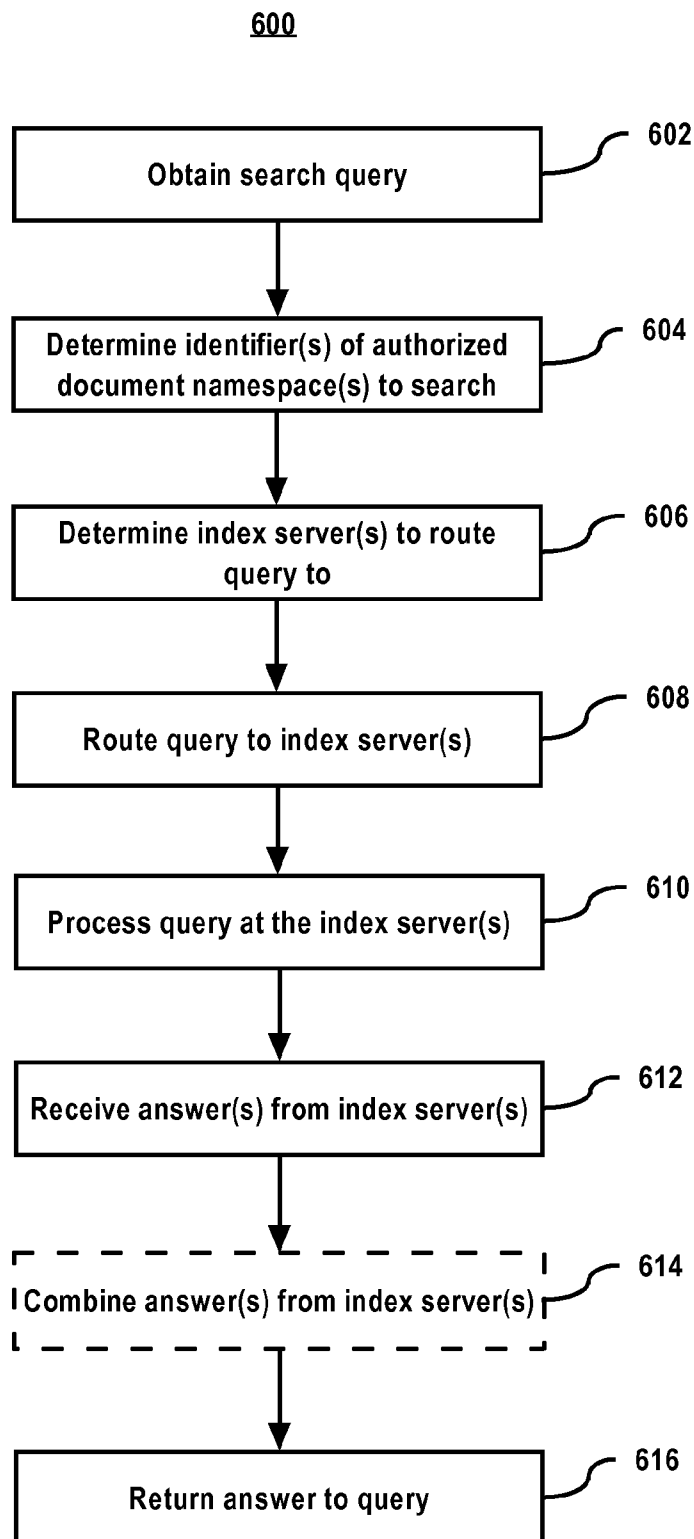 600
602
Obtain search query
604
Determine identifier(s) of authorized
document namespace(s) to search
606
Determine index server(s) to route
query to
608
Route query to index server(s)
610
Process query at the index server(s)
612
Receive answer(s) from index server(s)
614
Combine answer(s) from index server(s)
616
Return answer to query